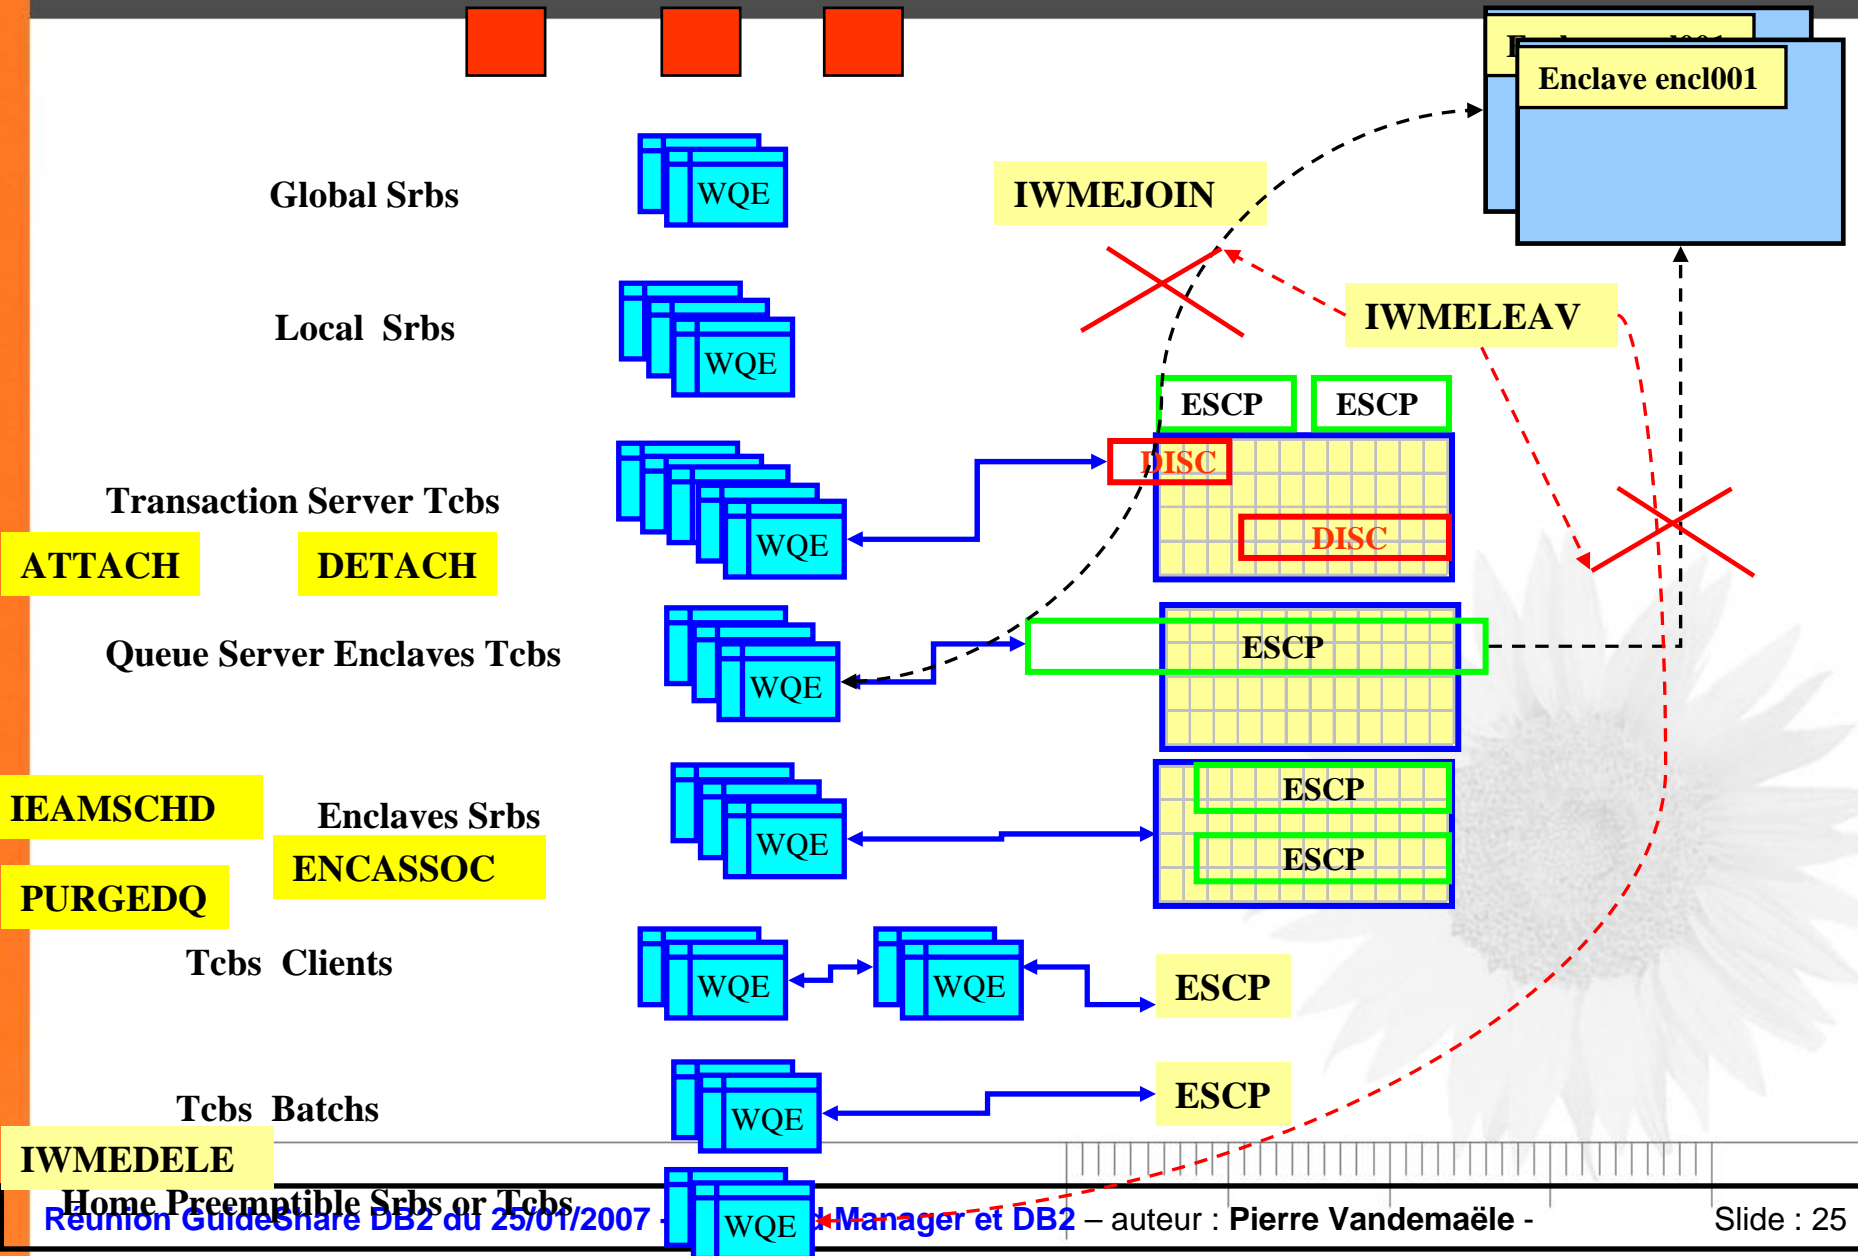 Enclave encl001
Global Srbs
WQE
IWMEJOIN
Local Srbs
WQE
IWMELEAV
ESCP
ESCP
Transaction Server Tcbs
WQE
DISC
DISC
ATTACH
DETACH
Queue Server Enclaves Tcbs
WQE
ESCP
IEAMSCHD
Enclaves Srbs
WQE
ESCP
ESCP
ENCASSOC
PURGEDQ
Tcbs Clients
WQE
WQE
ESCP
Tcbs Batchs
WQE
ESCP
IWMEDELE
Home Preemptible Srbs or Tcbs
WQE
Réunion GuideShare DB2 du 25/01/2007 - Manager et DB2 – auteur : Pierre Vandemaële -
Slide : 25